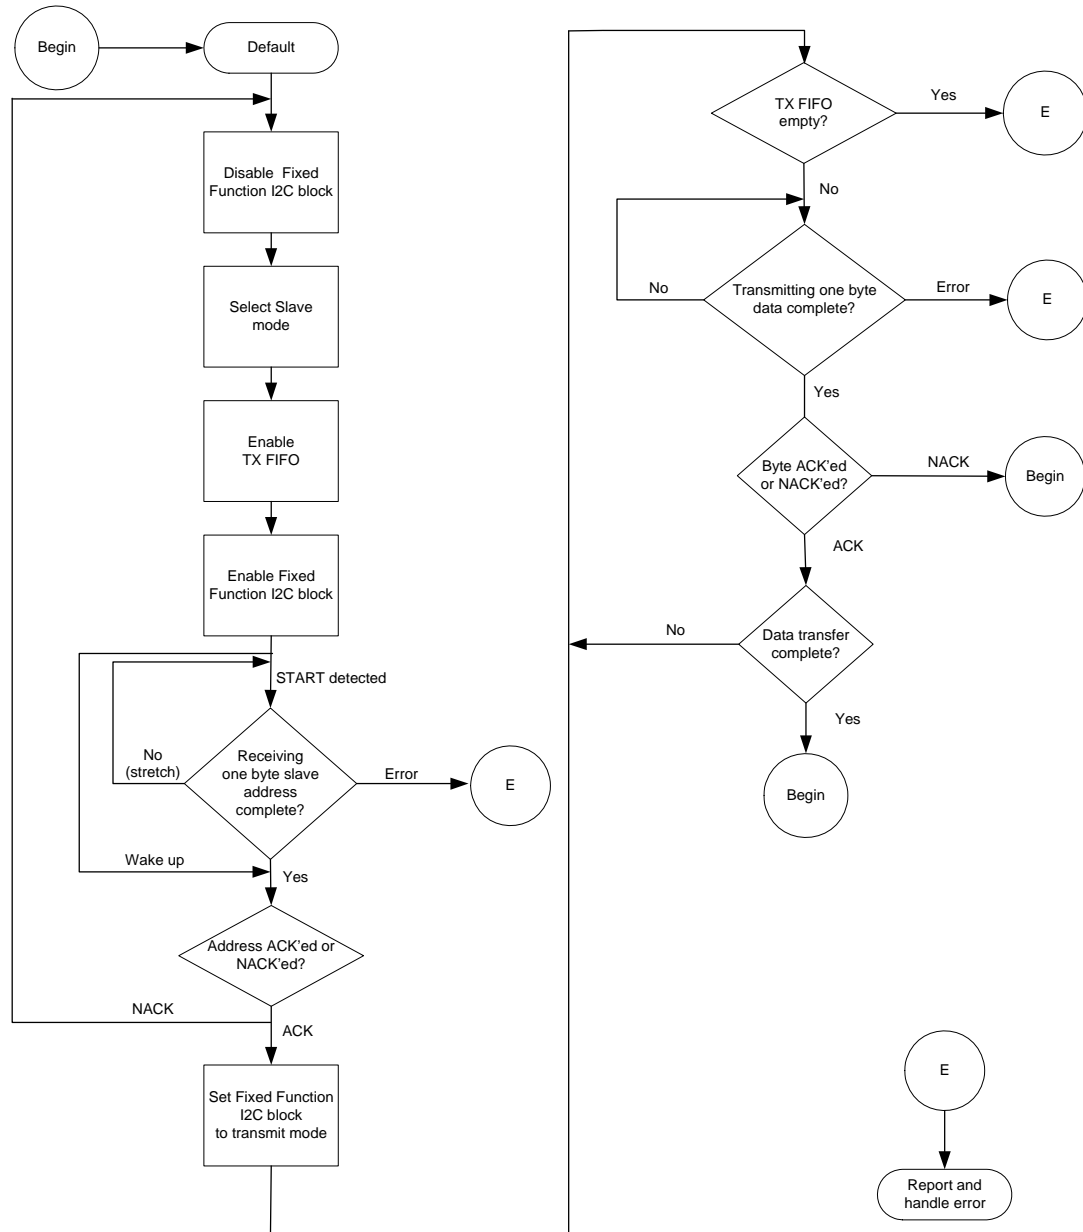 Begin
Default
Disable Fixed
Function I2C block
Select Slave
mode
Enable
TX FIFO
Enable Fixed
Function I2C block
START detected
No
(stretch)
Receiving
one byte slave
address
complete?
Error
E
Wake up
Yes
Address ACK'ed or
NACK'ed?
NACK
ACK
Set Fixed Function
I2C block
to transmit mode
TX FIFO
empty?
Yes
E
No
Transmitting one byte
data complete?
No
Error
E
Yes
Byte ACK'ed
or NACK'ed?
NACK
Begin
ACK
Data transfer
complete?
No
Yes
Begin
E
Report and
handle error